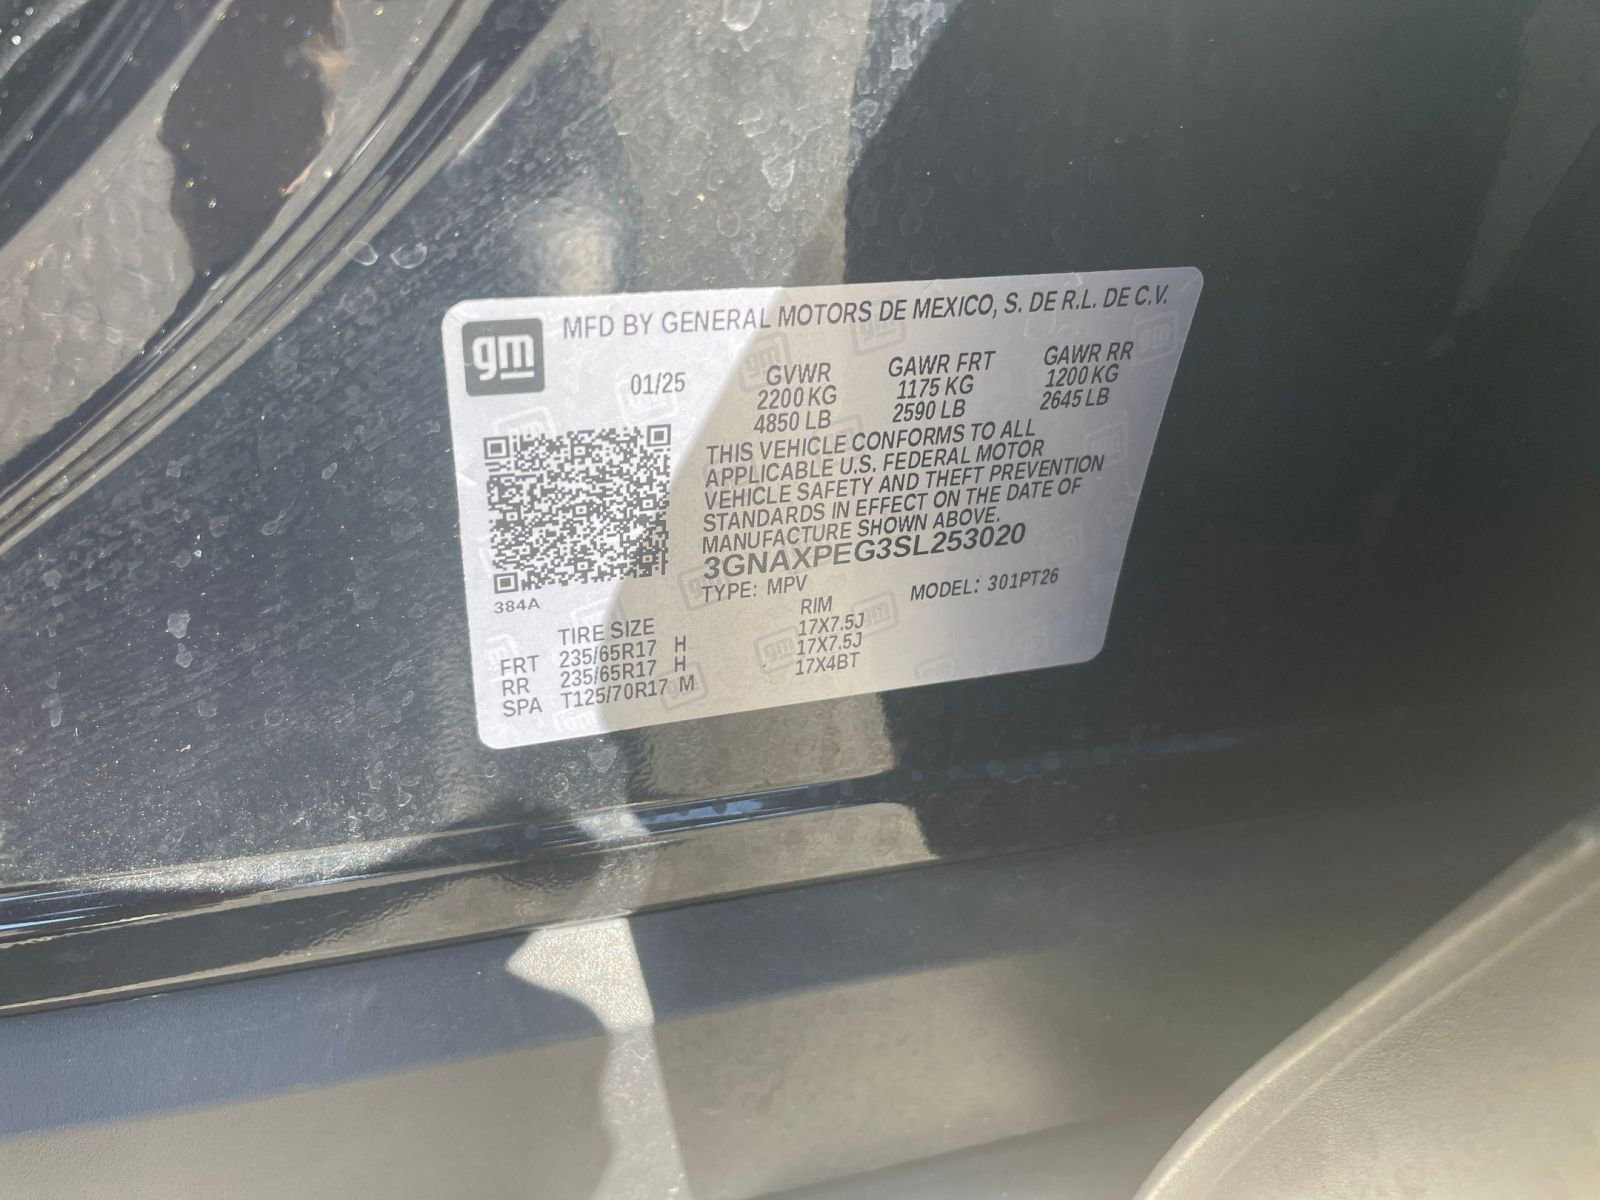 gm
MFD BY GENERAL MOTORS DE MEXICO, S. DE R.L. DE C.V.
01/25
GVWR GAWR FRT GAWR RR
2200 KG 1175 KG 1200 KG
4850 LB 2590 LB 2645 LB
THIS VEHICLE CONFORMS TO ALL
APPLICABLE U.S. FEDERAL MOTOR
VEHICLE SAFETY AND THEFT PREVENTION
STANDARDS IN EFFECT ON THE DATE OF
MANUFACTURE SHOWN ABOVE.
3GNAXPEG3SL253020
TYPE: MPV MODEL: 301PT26
384A
TIRE SIZE RIM
FRT 235/65R17 H 17X7.5J
RR 235/65R17 H 17X7.5J
SPA T125/70R17 M 17X4BT